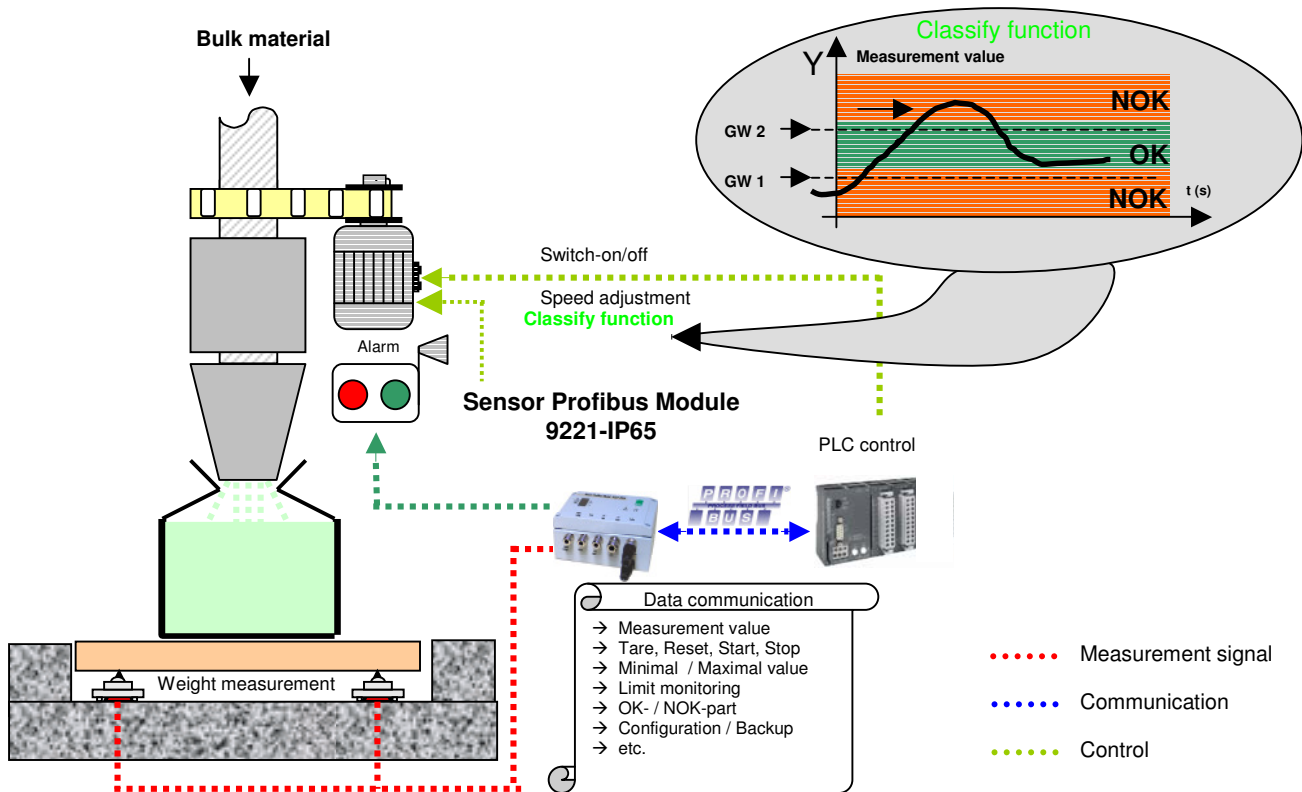 Bulk material
Classify function
Y
Measurement value
NOK
GW 2
OK
GW 1
NOK
t (s)
Switch-on/off
Speed adjustment
Classify function
Alarm
Sensor Profibus Module
9221-IP65
PLC control
PROFI
BUS
Data communication
→ Measurement value
→ Tare, Reset, Start, Stop
→ Minimal / Maximal value
→ Limit monitoring
→ OK- / NOK-part
→ Configuration / Backup
→ etc.
Weight measurement
Measurement signal
Communication
Control